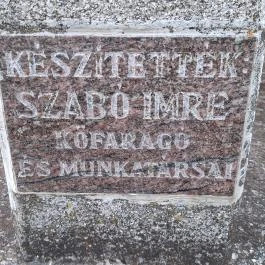 KÉSZÍTETTÉK:
SZABÓ IMRE
KŐFARAGÓ
ÉS MUNKATÁRSAI